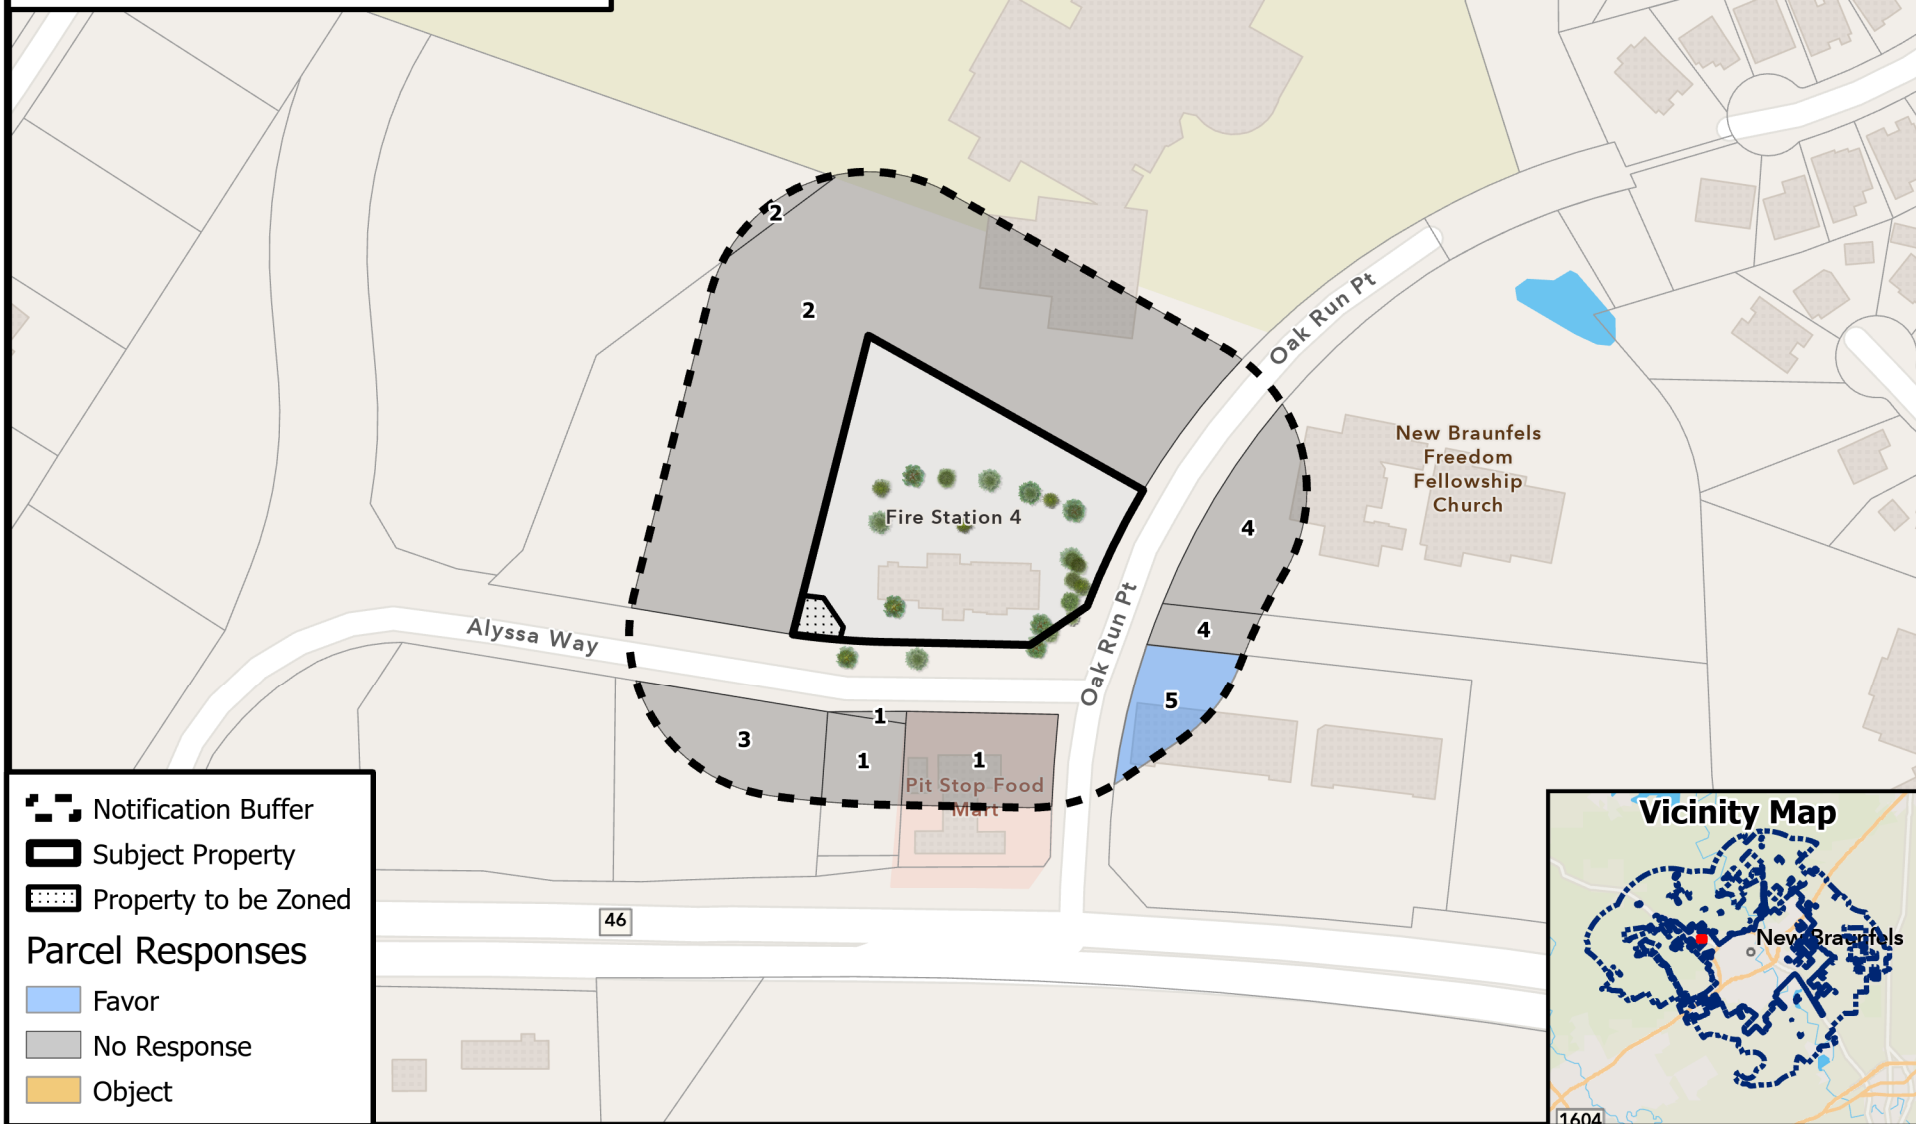 2
2
Oak Run Pt
New Braunfels
Freedom
Fellowship
Church
Fire Station 4
4
4
Alyssa Way
Oak Run Pt
5
3
1
1
1
Pit Stop Food
Mart
46
Notification Buffer
Subject Property
Property to be Zoned
Parcel Responses
Favor
No Response
Object
Vicinity Map
New Braunfels
1604